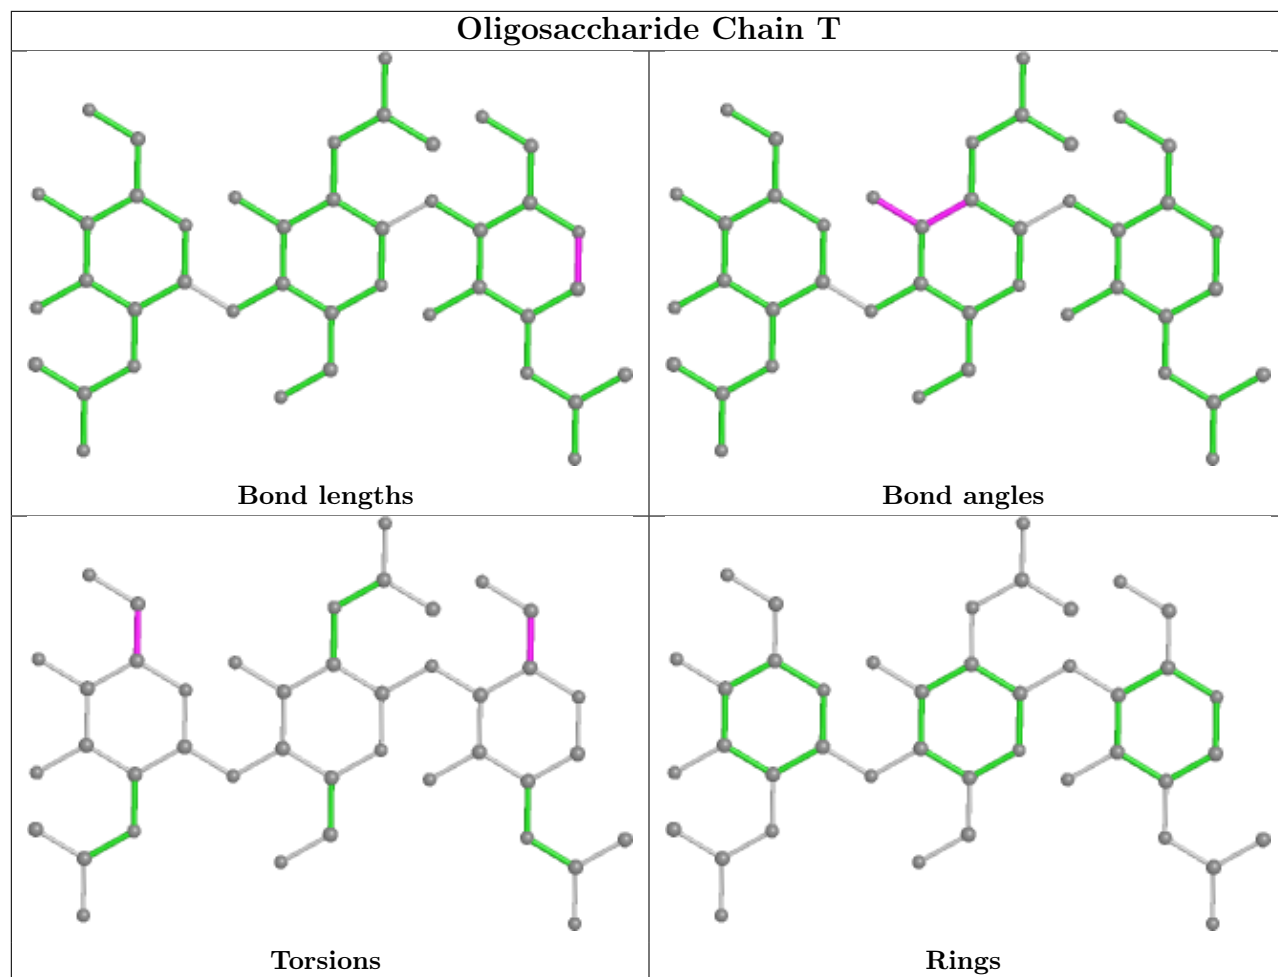 Oligosaccharide Chain T
Bond lengths
Bond angles
Torsions
Rings